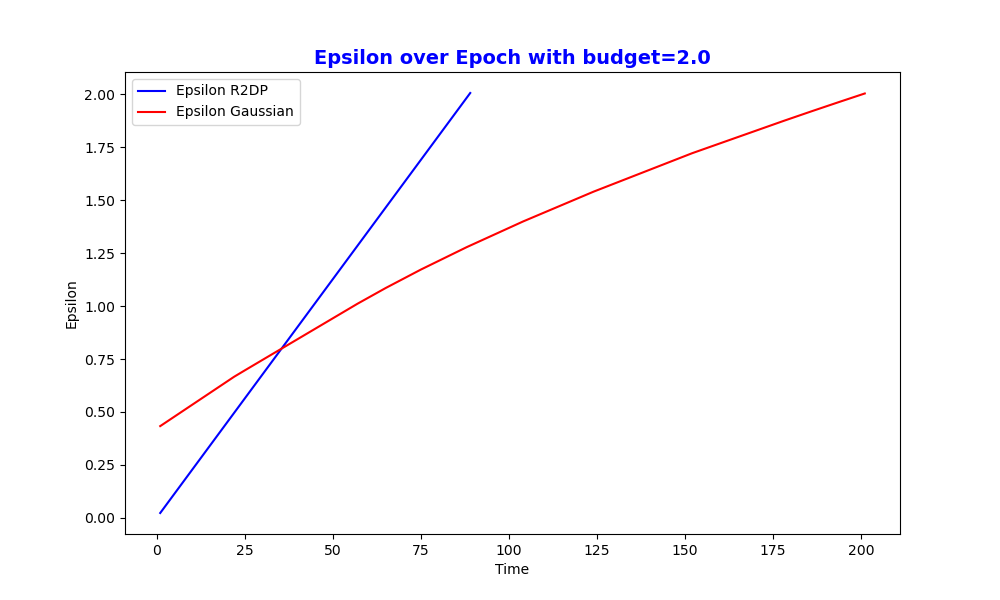 Epsilon over Epoch with budget=2.0
Epsilon R2DP
Epsilon Gaussian
2.00
1.75
1.50
1.25
1.00
0.75
0.50
0.25
0.00
Epsilon
0 25 50 75 100 125 150 175 200
Time